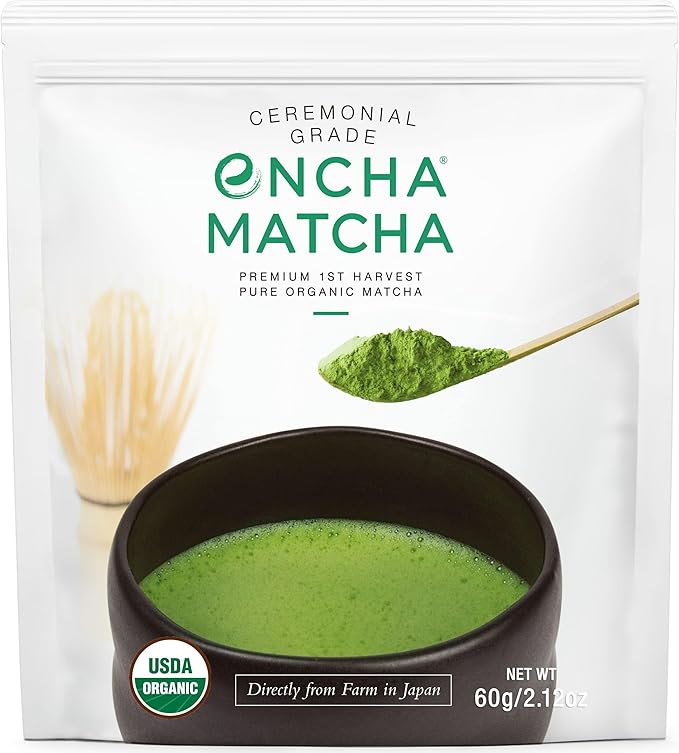 CEREMONIAL
GRADE
eNCHA®
MATCHA
PREMIUM 1ST HARVEST
PURE ORGANIC MATCHA
USDA
ORGANIC
Directly from Farm in Japan
NET WT
60g/2.12oz